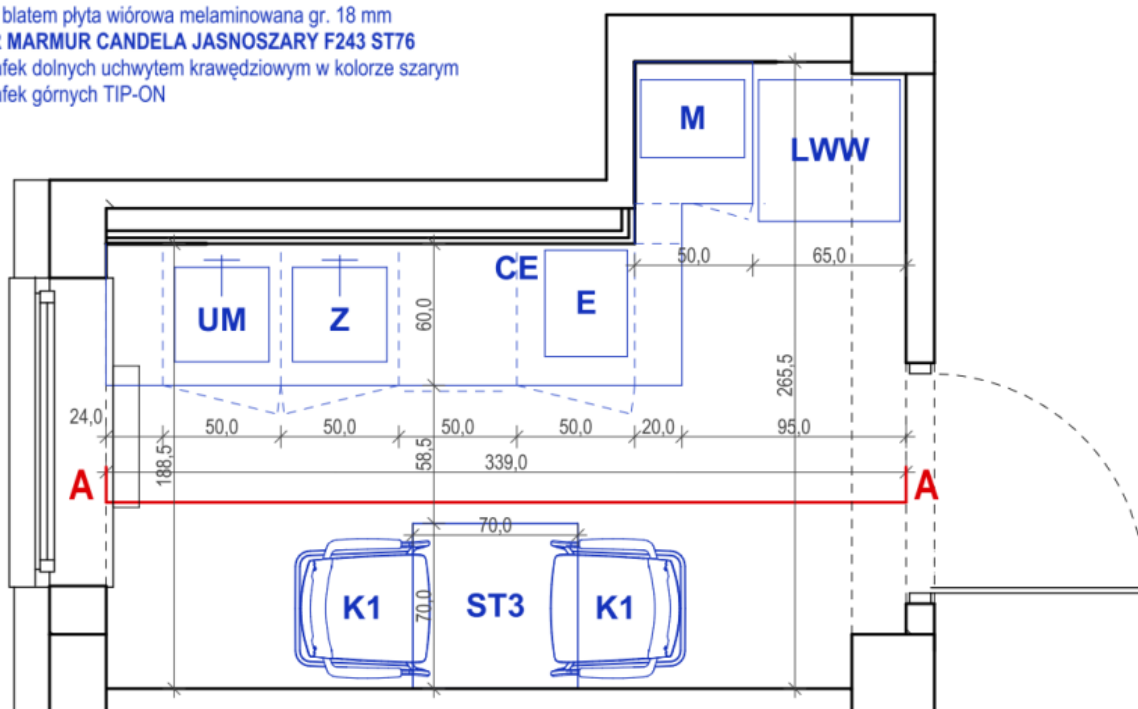 blatem płyta wiórowa melaminowana gr. 18 mm
MARMUR CANDELA JASNOSZARY F243 ST76
dolnych uchwytem krawędziowym w kolorze szarym
górnych TIP-ON
M
LWW
50,0
65,0
CE
UM
Z
E
60,0
265,5
24,0
50,0
50,0
50,0
50,0
20,0
95,0
188,5
58,5
339,0
A
A
70,0
K1
70,0
ST3
K1